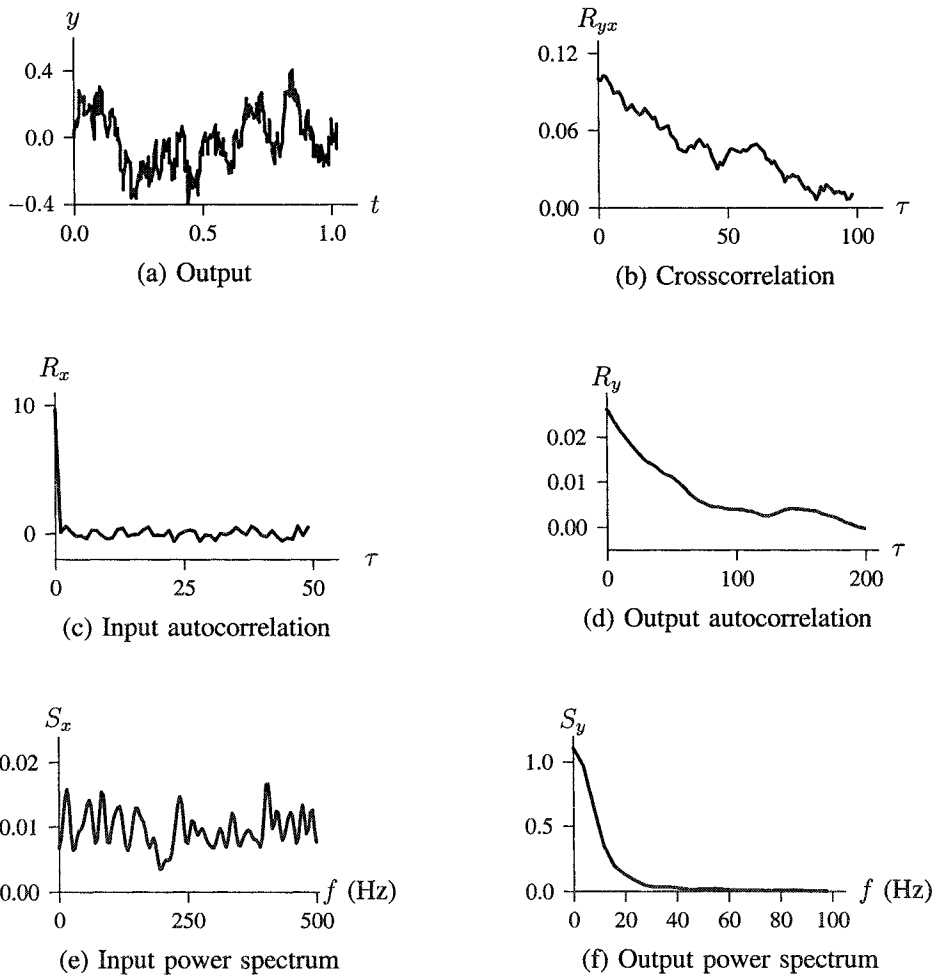 y
0.4
0.0
−0.4
0.0 0.5 1.0
t
(a) Output
R_{yx}
0.12
0.06
0.00
0 50 100
τ
(b) Crosscorrelation
R_x
10
0
0 25 50
τ
(c) Input autocorrelation
R_y
0.02
0.01
0.00
0 100 200
τ
(d) Output autocorrelation
S_x
0.02
0.01
0.00
0 250 500
f (Hz)
(e) Input power spectrum
S_y
1.0
0.5
0.0
0 20 40 60 80 100
f (Hz)
(f) Output power spectrum